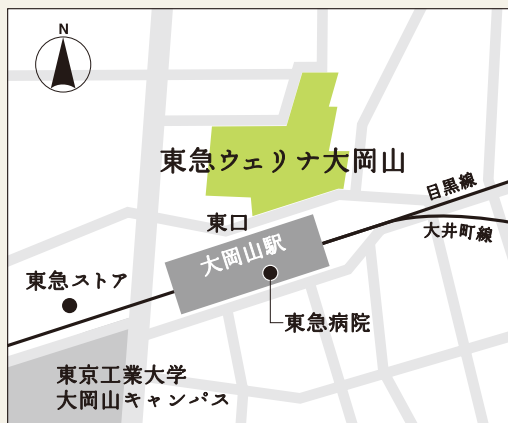 N
東急ウェリナ大岡山
目黒線
東口
大井町線
大岡山駅
東急ストア
東急病院
東京工業大学
大岡山キャンパス